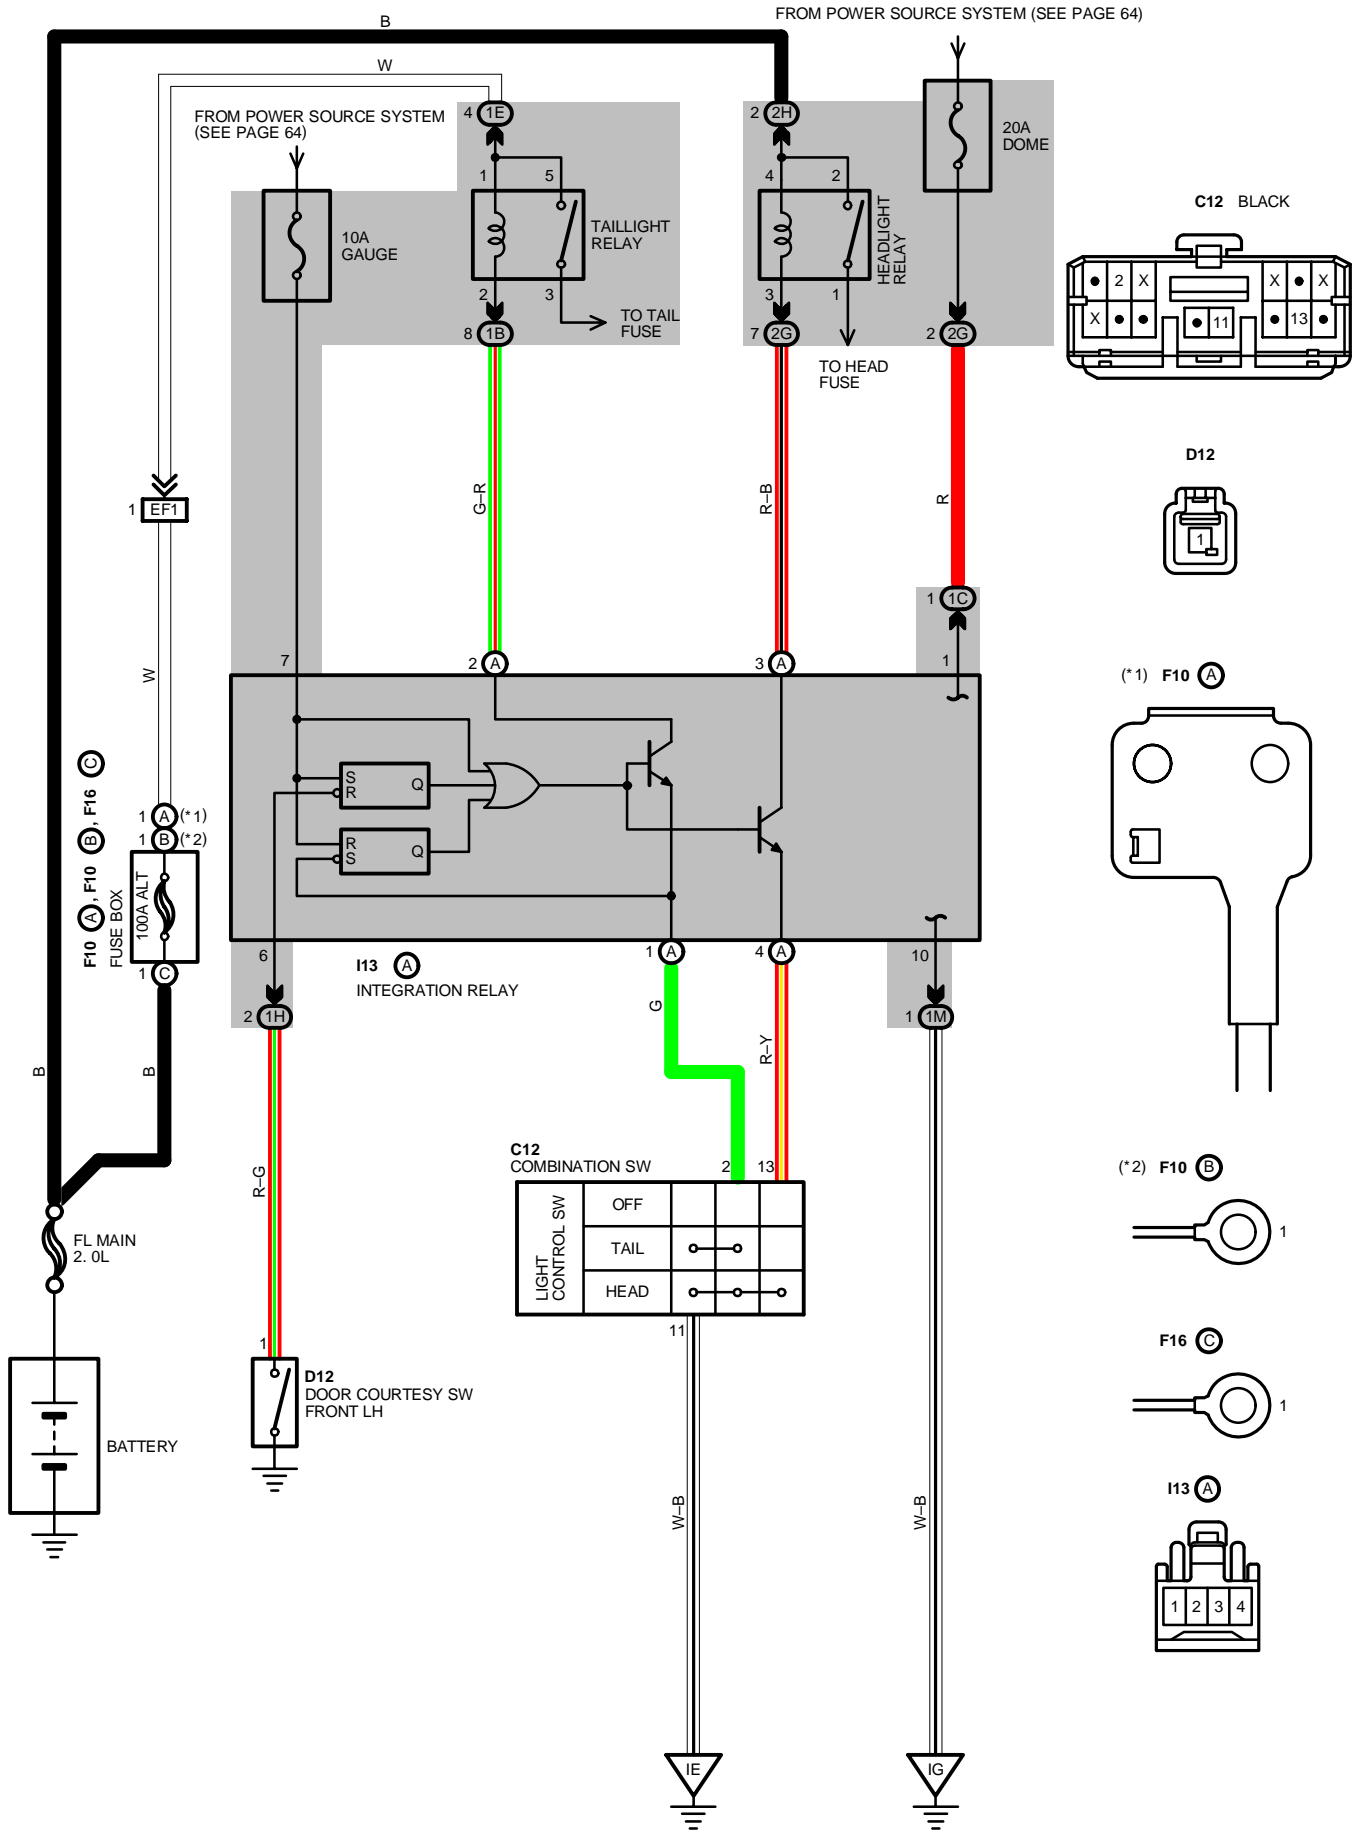 FROM POWER SOURCE SYSTEM (SEE PAGE 64)
B
W
FROM POWER SOURCE SYSTEM
(SEE PAGE 64)
4 1E
2 2H
20A
DOME
1 5
4 2
10A
GAUGE
TAILLIGHT
RELAY
HEADLIGHT
RELAY
2 3
3 1
TO TAIL
FUSE
8 1B
7 2G
2 2G
TO HEAD
FUSE
C12 BLACK
2 X X X
X 11 13
G–R
R–B
R
1 EF1
D12
1
1 1C
W
7
2 A
3 A
1
(*1) F10 A
S
R
Q
R
S
Q
F10 A , F10 B , F16 C
FUSE BOX
1 A (*1)
1 B (*2)
100A ALT
1 C
6
I13 A
INTEGRATION RELAY
1 A
4 A
10
2 1H
1 1M
B
B
G
R–Y
R–G
C12
COMBINATION SW
2 13
LIGHT
CONTROL SW
OFF
TAIL
HEAD
11
(*2) F10 B
1
FL MAIN
2. 0L
F16 C
1
1
D12
DOOR COURTESY SW
FRONT LH
BATTERY
I13 A
1 2 3 4
W–B
W–B
IE
IG